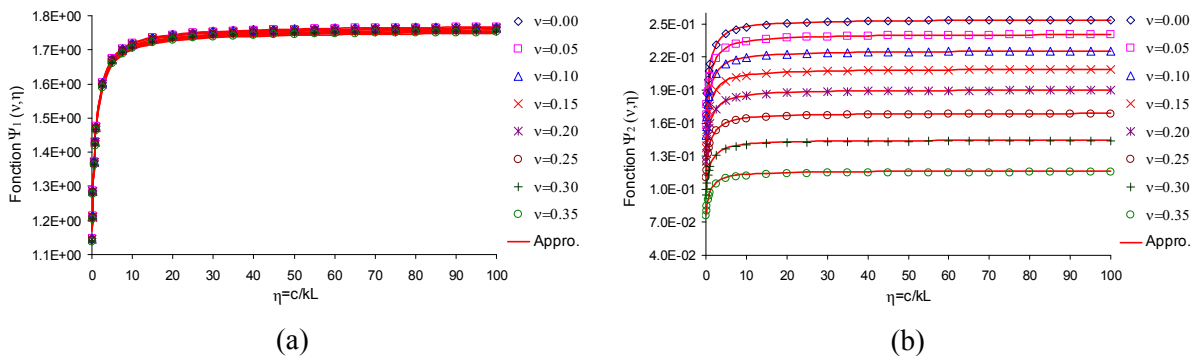 Fonction Ψ1 (ν,η)
1.8E+00
1.7E+00
1.6E+00
1.5E+00
1.4E+00
1.3E+00
1.2E+00
1.1E+00
0 10 20 30 40 50 60 70 80 90 100
η=c/kL
ν=0.00
ν=0.05
ν=0.10
ν=0.15
ν=0.20
ν=0.25
ν=0.30
ν=0.35
Appro.
(a)
Fonction Ψ2 (ν,η)
2.5E-01
2.2E-01
1.9E-01
1.6E-01
1.3E-01
1.0E-01
7.0E-02
4.0E-02
0 10 20 30 40 50 60 70 80 90 100
η=c/kL
ν=0.00
ν=0.05
ν=0.10
ν=0.15
ν=0.20
ν=0.25
ν=0.30
ν=0.35
Appro.
(b)